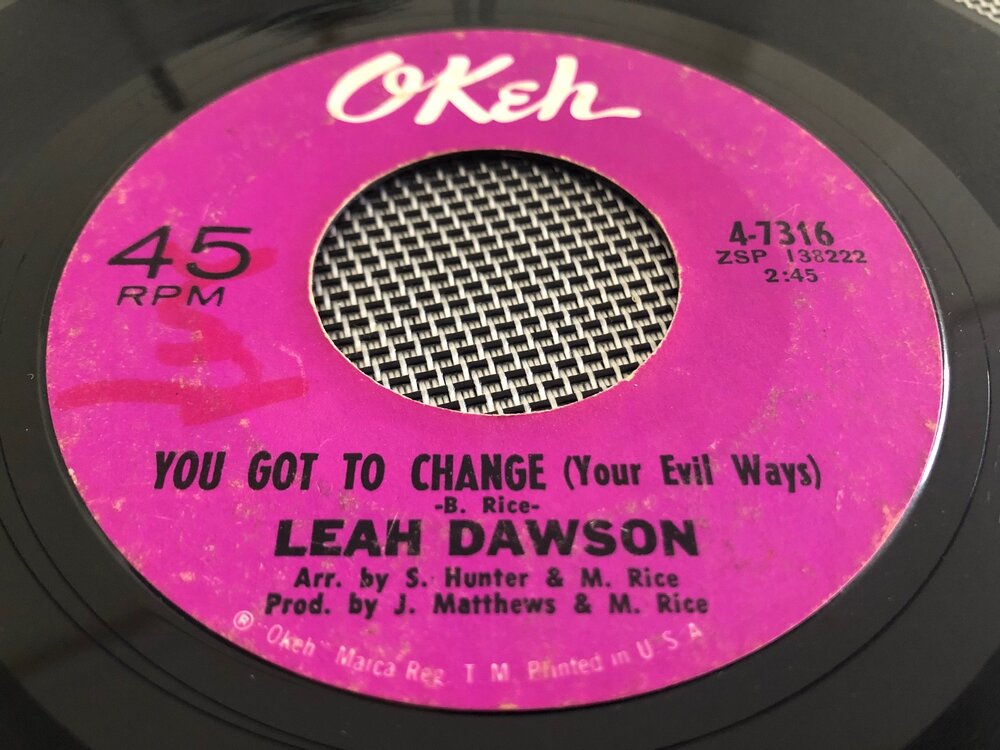 OKeh
45
RPM
4-7316
ZSP 138222
2:45
YOU GOT TO CHANGE (Your Evil Ways)
-B. Rice-
LEAH DAWSON
Arr. by S. Hunter & M. Rice
Prod. by J. Matthews & M. Rice
® "Okeh" Marca Reg. T M. Printed in U S A